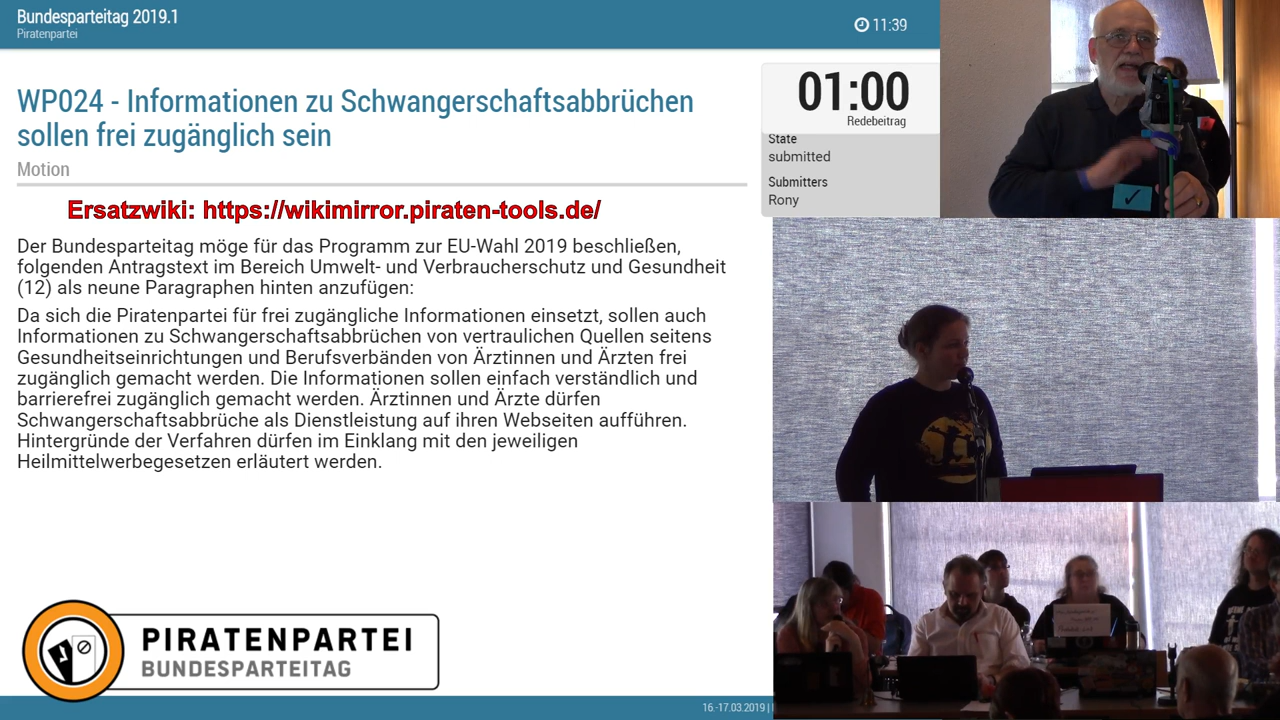 Bundesparteitag 2019.1
Piratenpartei
11:39
WP024 - Informationen zu Schwangerschaftsabbrüchen
sollen frei zugänglich sein
Motion
01:00
Redebeitrag
State
submitted
Submitters
Rony
Ersatzwiki: https://wikimirror.piraten-tools.de/
Der Bundesparteitag möge für das Programm zur EU-Wahl 2019 beschließen,
folgenden Antragstext im Bereich Umwelt- und Verbraucherschutz und Gesundheit
(12) als neune Paragraphen hinten anzufügen:
Da sich die Piratenpartei für frei zugängliche Informationen einsetzt, sollen auch
Informationen zu Schwangerschaftsabbrüchen von vertraulichen Quellen seitens
Gesundheitseinrichtungen und Berufsverbänden von Ärztinnen und Ärzten frei
zugänglich gemacht werden. Die Informationen sollen einfach verständlich und
barrierefrei zugänglich gemacht werden. Ärztinnen und Ärzte dürfen
Schwangerschaftsabbrüche als Dienstleistung auf ihren Webseiten aufführen.
Hintergründe der Verfahren dürfen im Einklang mit den jeweiligen
Heilmittelwerbegesetzen erläutert werden.
PIRATENPARTEI
BUNDESPARTEITAG
16.-17.03.2019 |